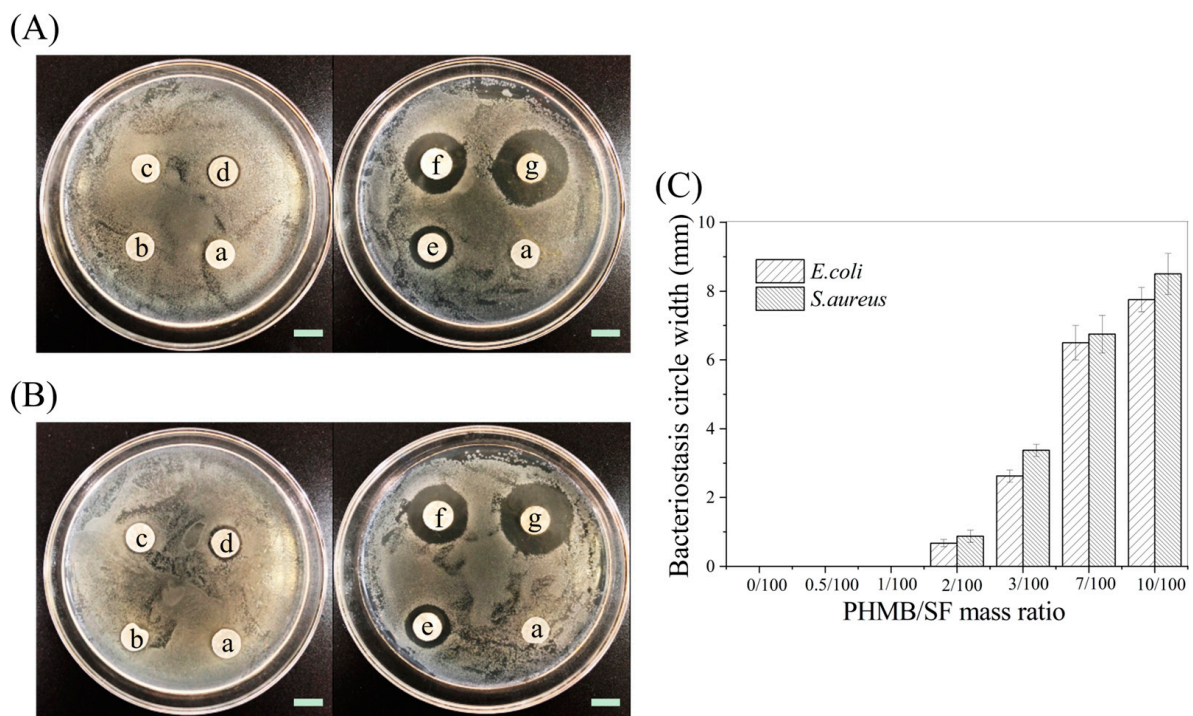 (A)
c
d
b
a
f
g
e
a
(B)
c
d
b
a
f
g
e
a
(C)
Bacteriostasis circle width (mm)
10
8
6
4
2
0
E.coli
S.aureus
0/100 0.5/100 1/100 2/100 3/100 7/100 10/100
PHMB/SF mass ratio